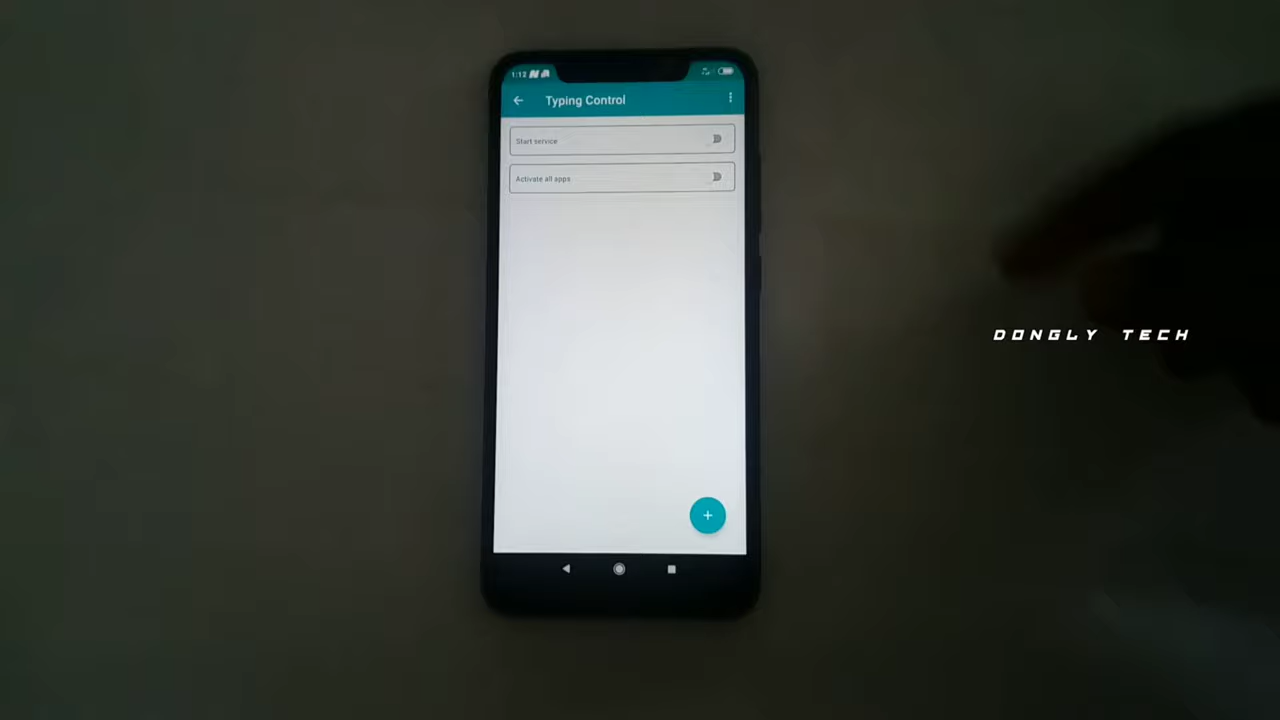 1:12
Typing Control
Start service
Activate all apps
+
DONGLY TECH